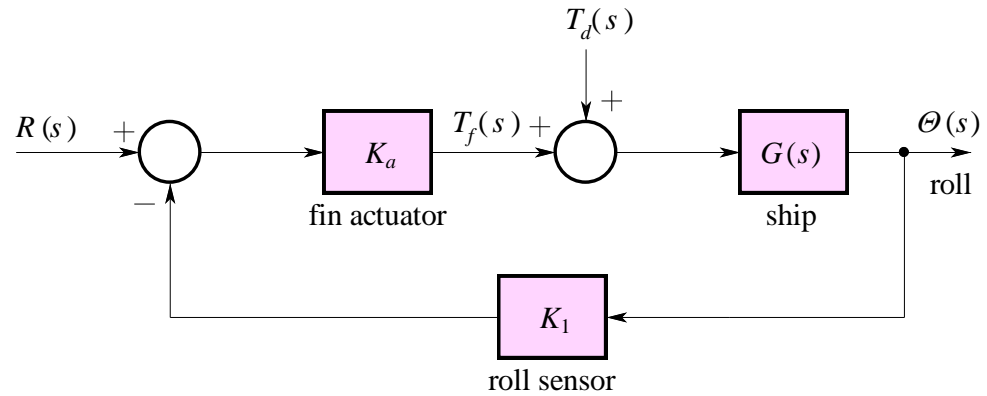 T_d(s)
+
R(s)
+
−
K_a
fin actuator
T_f(s)
+
G(s)
ship
Θ(s)
roll
K_1
roll sensor